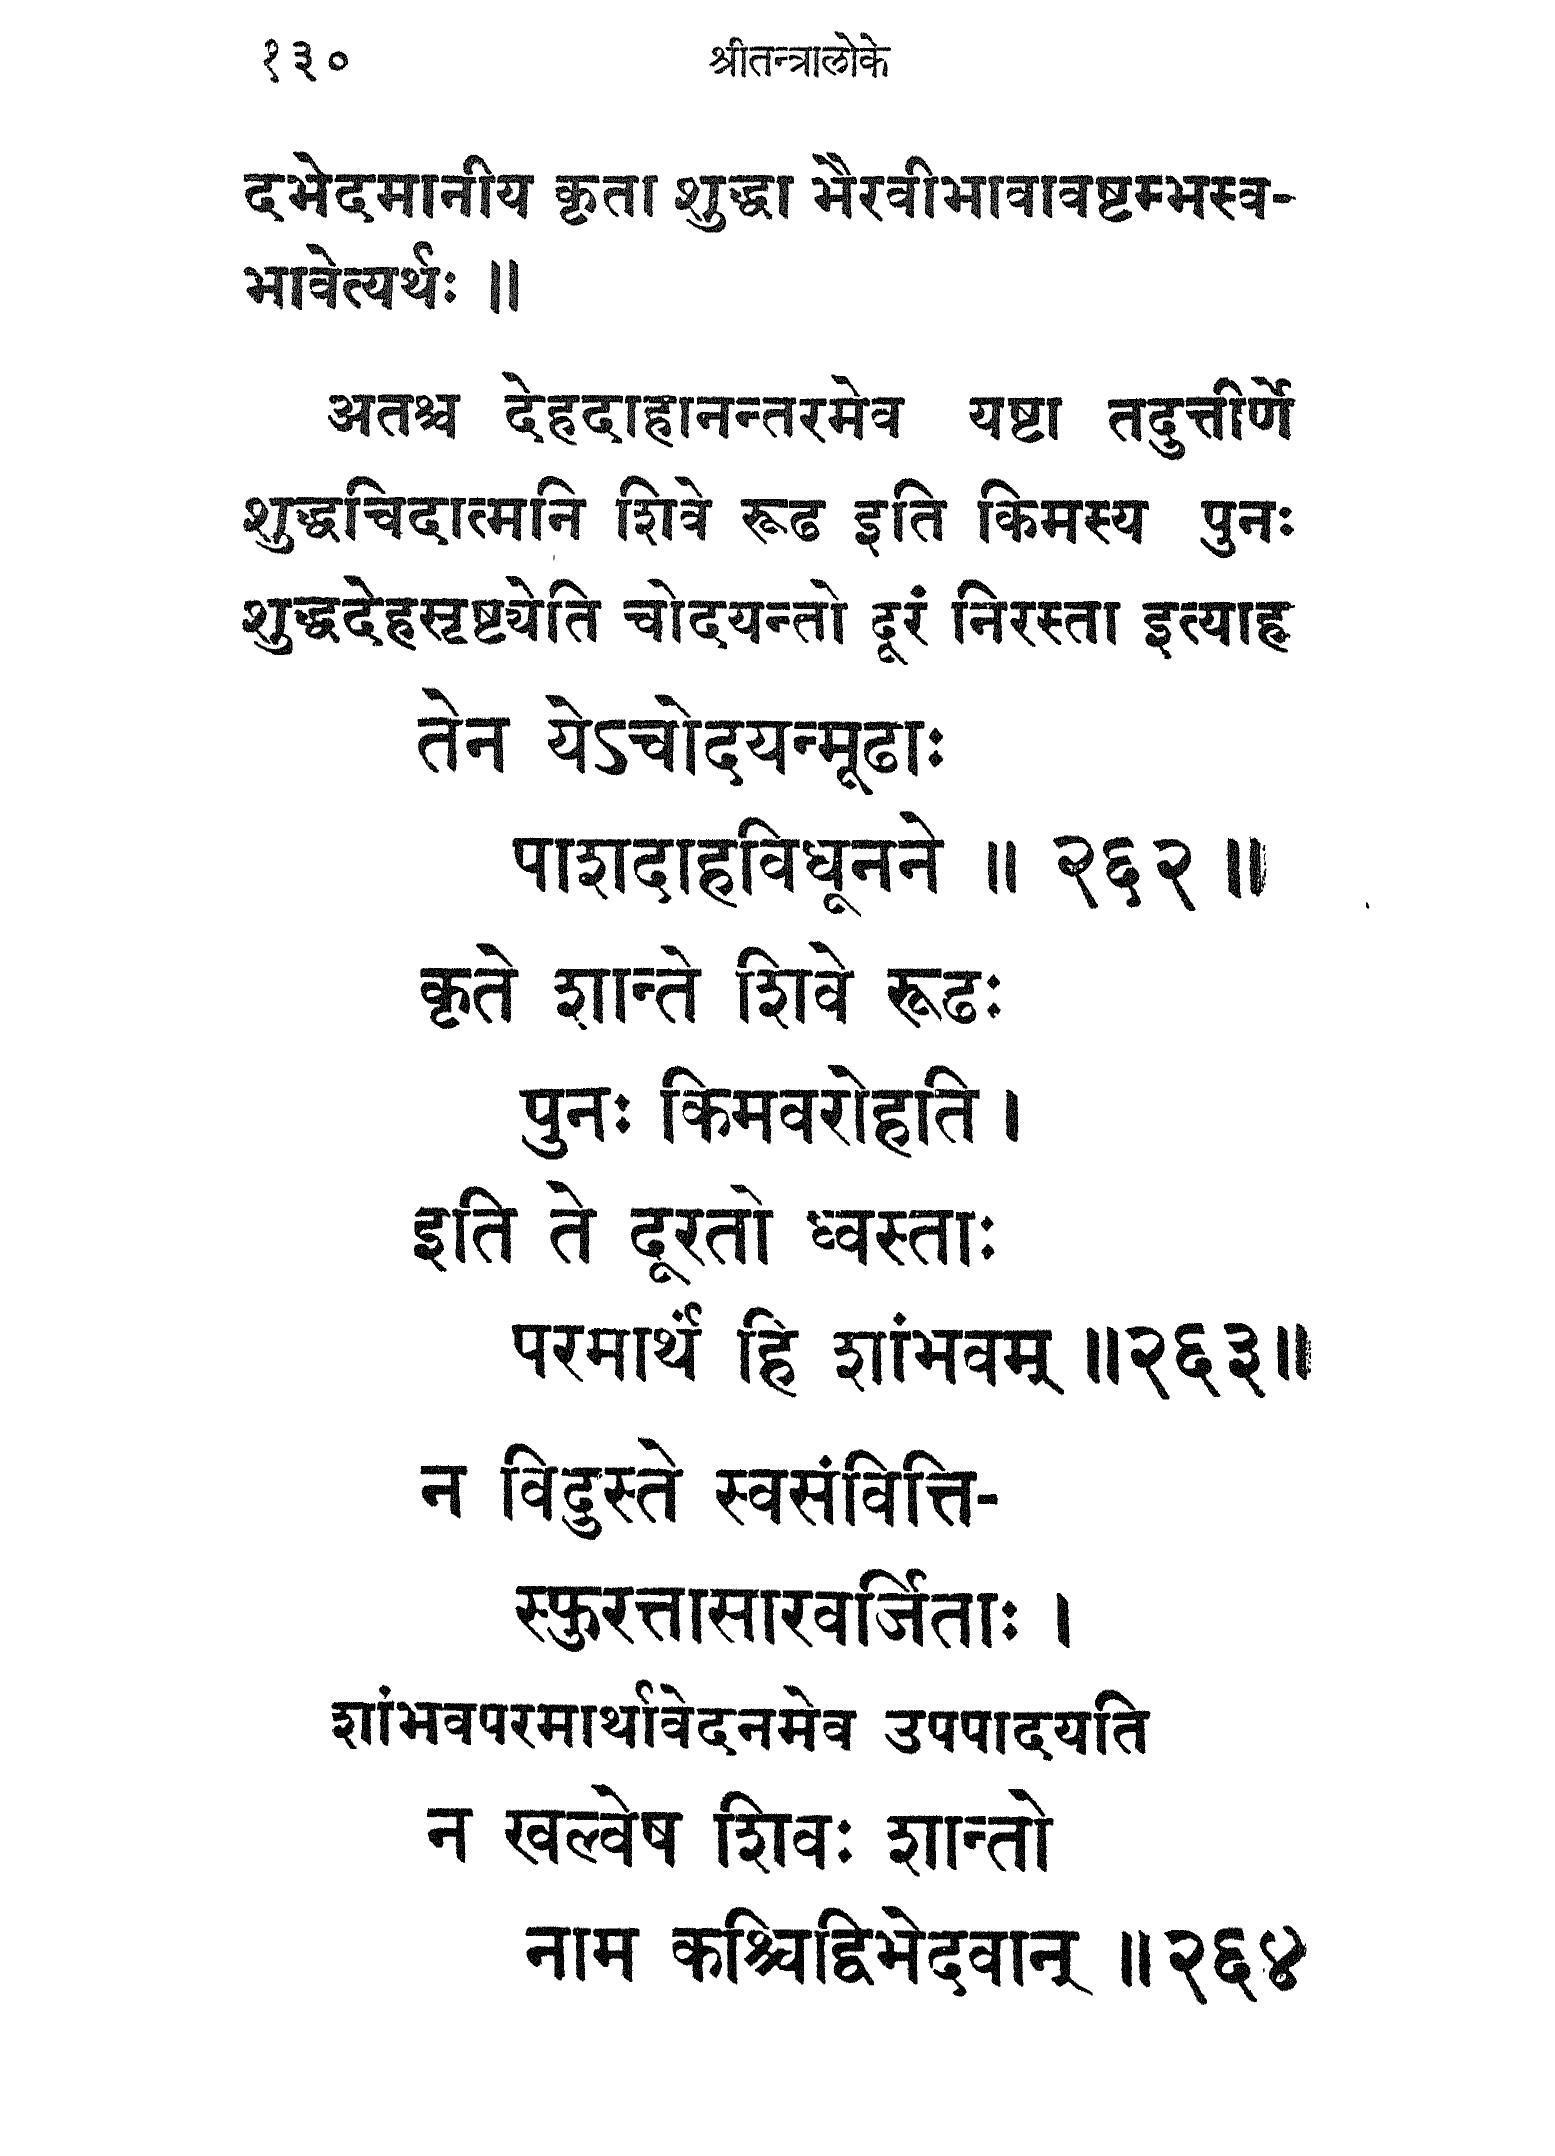 १३० श्रीतन्त्रालोके
दभेदमानीय कृता शुद्धा भैरवीभावावष्टम्भस्व-
भावेत्यर्थः ॥
अतश्च देहदाहानन्तरमेव यष्टा तदुत्तीर्णे
शुद्धचिदात्मनि शिवे रूढ इति किमस्य पुनः
शुद्धदेहसृष्ट्येति चोदयन्तो दूरं निरस्ता इत्याह
तेन येऽचोदयन्मूढाः
पाशदाहविधूनने ॥ २६२ ॥
कृते शान्ते शिवे रूढः
पुनः किमवरोहति ।
इति ते दूरतो ध्वस्ताः
परमार्थं हि शांभवम् ॥२६३॥
न विदुस्ते स्वसंवित्ति-
स्फुरत्तासारवर्जिताः ।
शांभवपरमार्थावेदनमेव उपपादयति
न खल्वेष शिवः शान्तो
नाम कश्चिद्विभेदवान् ॥२६४